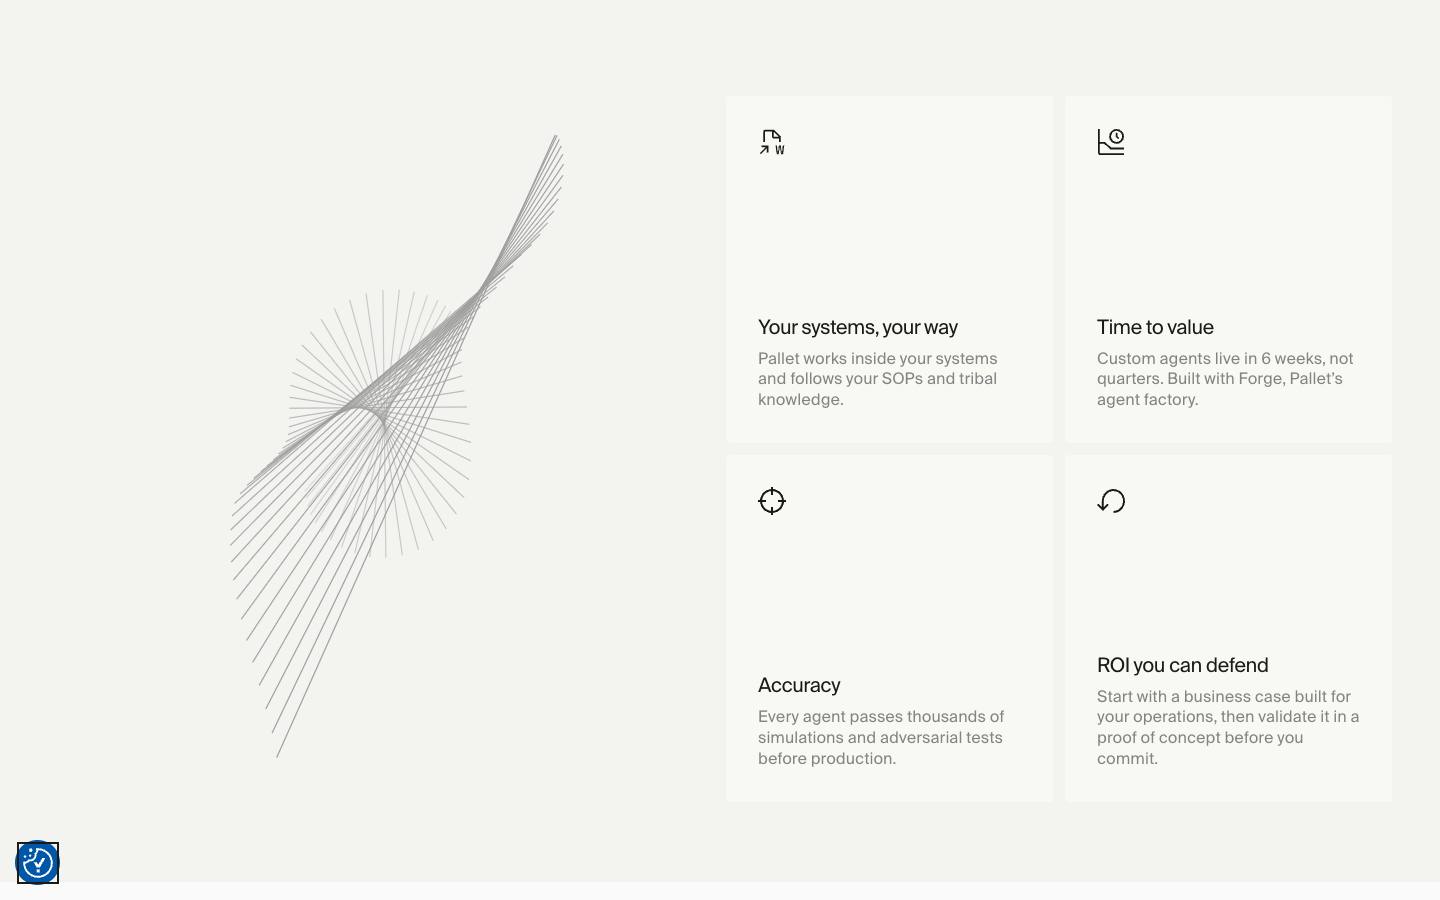 W
Your systems, your way
Pallet works inside your systems
and follows your SOPs and tribal
knowledge.
Time to value
Custom agents live in 6 weeks, not
quarters. Built with Forge, Pallet's
agent factory.
Accuracy
Every agent passes thousands of
simulations and adversarial tests
before production.
ROI you can defend
Start with a business case built for
your operations, then validate it in a
proof of concept before you
commit.